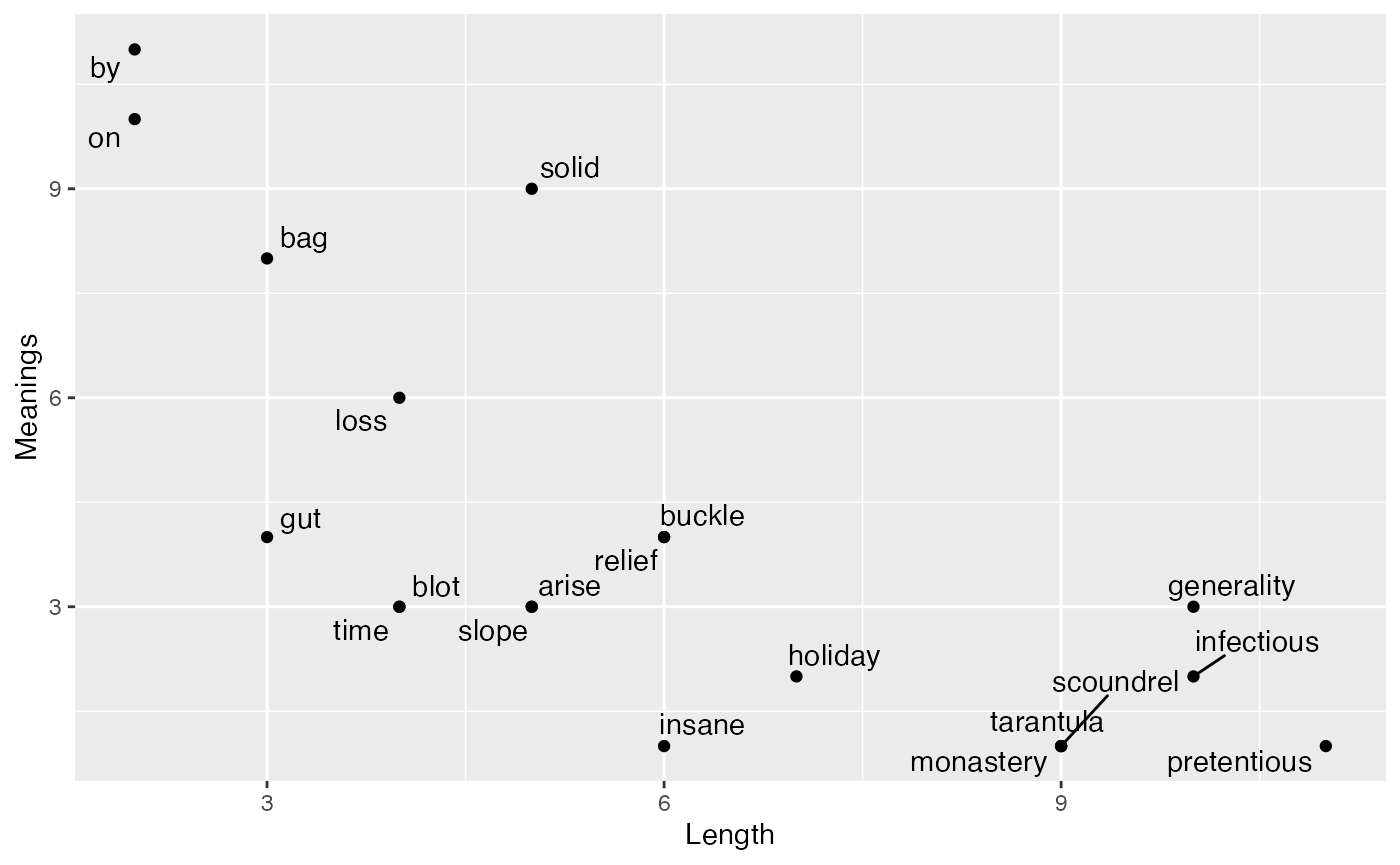 by
on
solid
9
bag
Meanings
6
loss
gut
buckle
relief
blot
arise
generality
3
time
slope
infectious
holiday
scoundrel
insane
tarantula
monastery
pretentious
3
6
9
Length